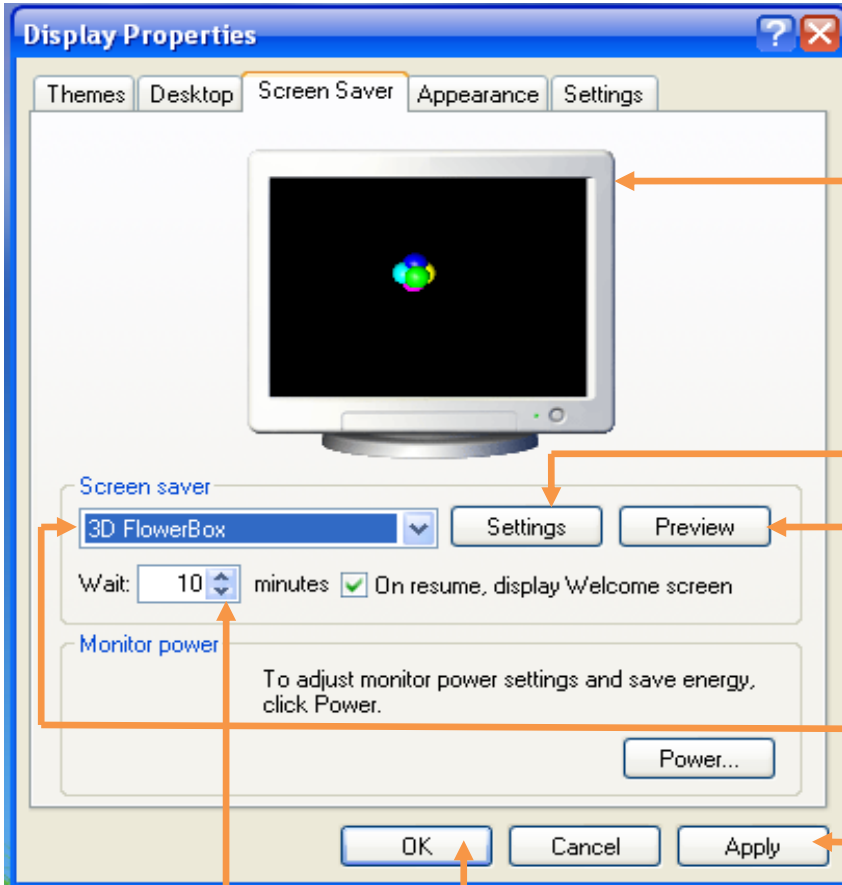 Display Properties
Themes Desktop Screen Saver Appearance Settings
Screen saver
3D FlowerBox Settings Preview
Wait: 10 minutes On resume, display Welcome screen
Monitor power
To adjust monitor power settings and save energy,
click Power.
Power...
OK Cancel Apply